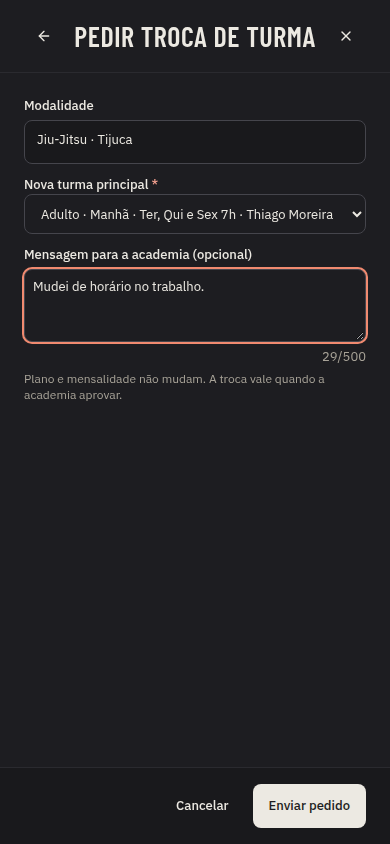 PEDIR TROCA DE TURMA
Modalidade
Jiu-Jitsu · Tijuca
Nova turma principal *
Adulto · Manhã · Ter, Qui e Sex 7h · Thiago Moreira
Mensagem para a academia (opcional)
Mudei de horário no trabalho.
29/500
Plano e mensalidade não mudam. A troca vale quando a
academia aprovar.
Cancelar
Enviar pedido